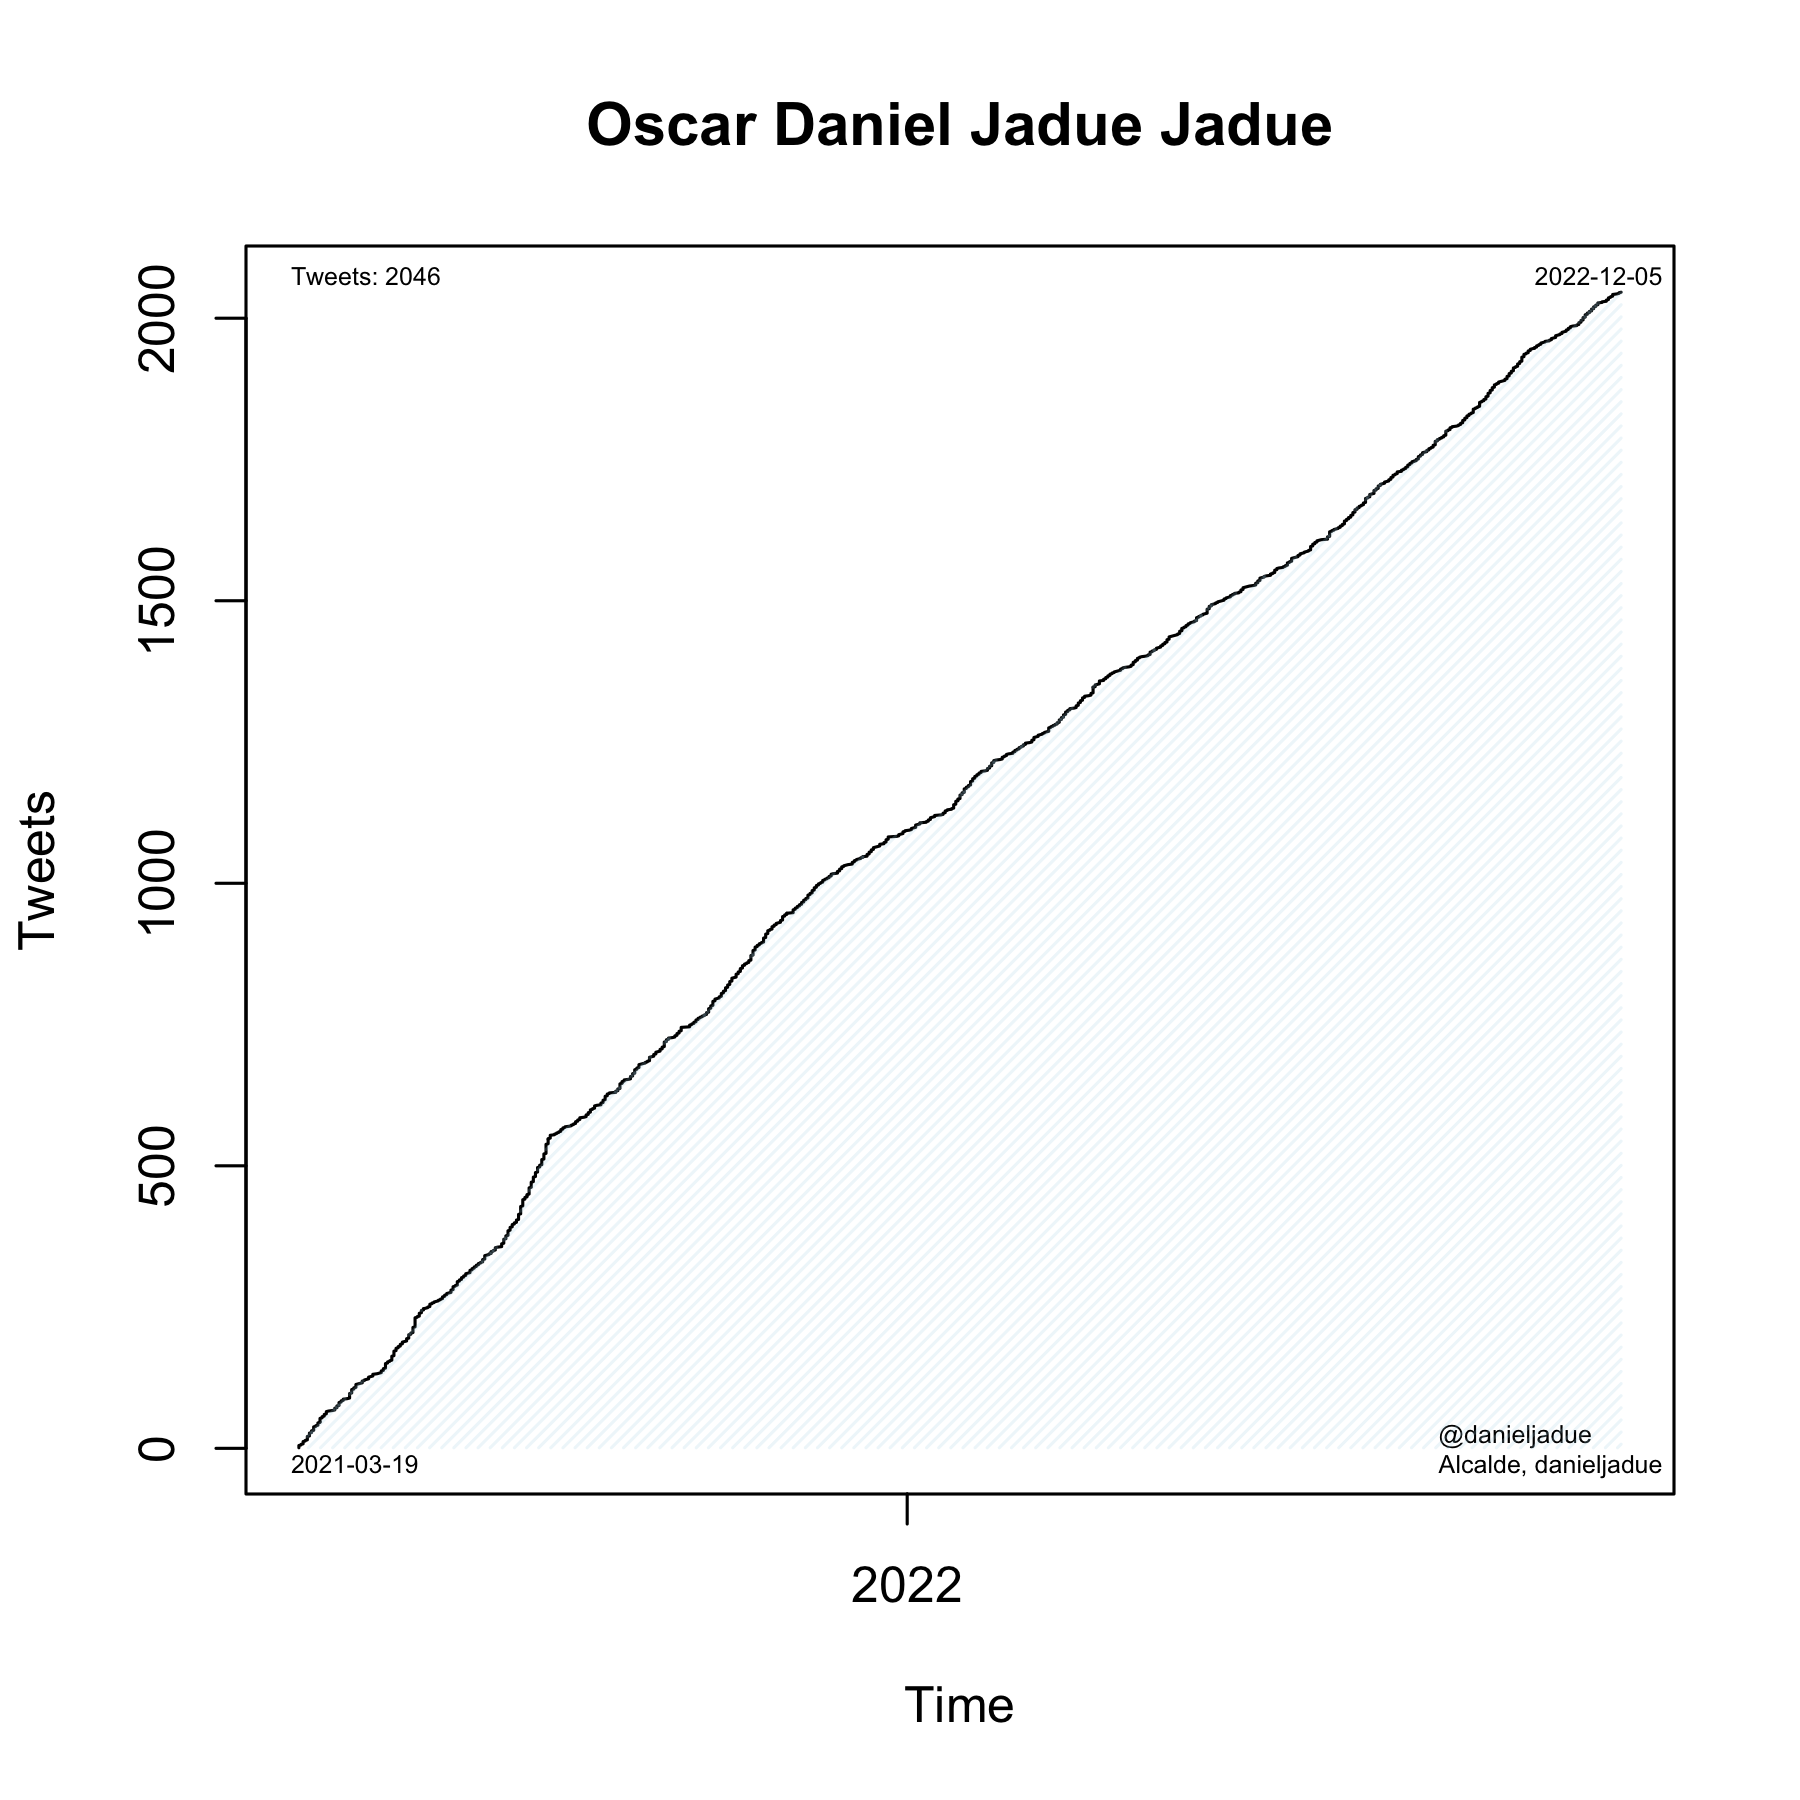 Oscar Daniel Jadue Jadue
Tweets: 2046
2022-12-05
2000
1500
1000
500
0
Tweets
@danieljadue
2021-03-19
Alcalde, danieljadue
2022
Time